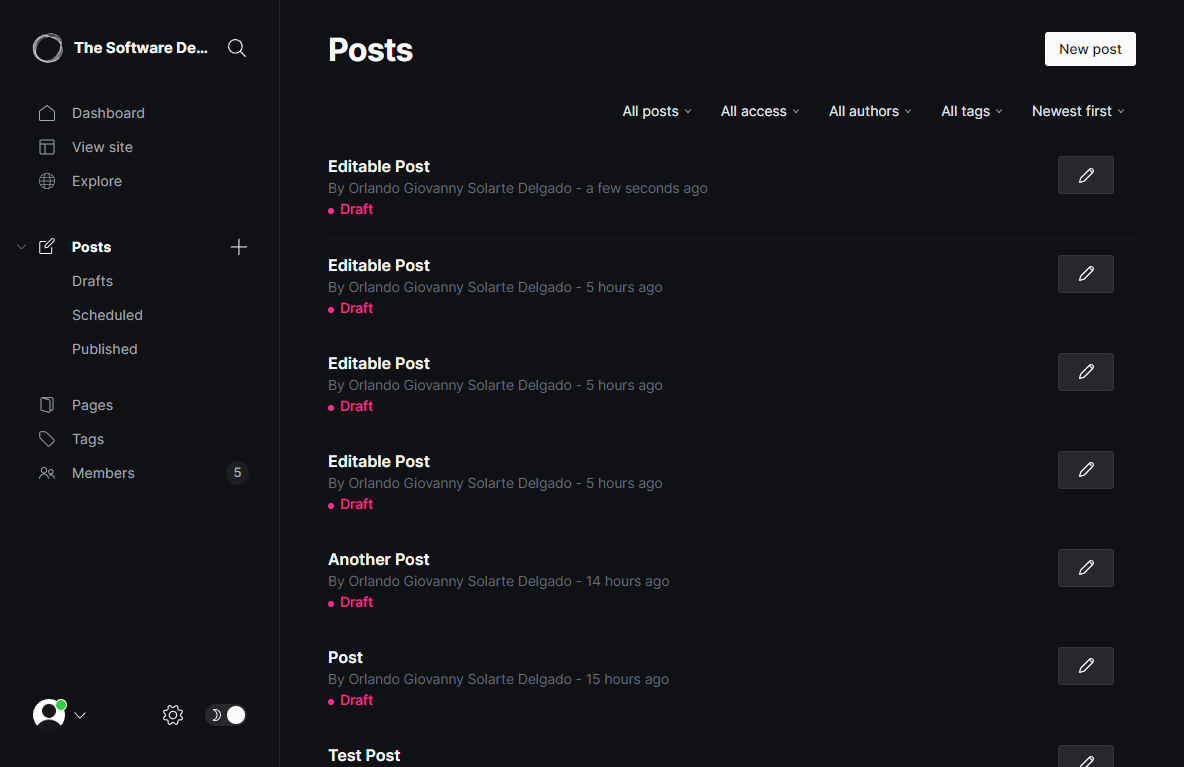 The Software De...
Dashboard
View site
Explore
Posts
Drafts
Scheduled
Published
Pages
Tags
Members 5
Posts
New post
All posts All access All authors All tags Newest first
Editable Post
By Orlando Giovanny Solarte Delgado - a few seconds ago
Draft
Editable Post
By Orlando Giovanny Solarte Delgado - 5 hours ago
Draft
Editable Post
By Orlando Giovanny Solarte Delgado - 5 hours ago
Draft
Editable Post
By Orlando Giovanny Solarte Delgado - 5 hours ago
Draft
Another Post
By Orlando Giovanny Solarte Delgado - 14 hours ago
Draft
Post
By Orlando Giovanny Solarte Delgado - 15 hours ago
Draft
Test Post